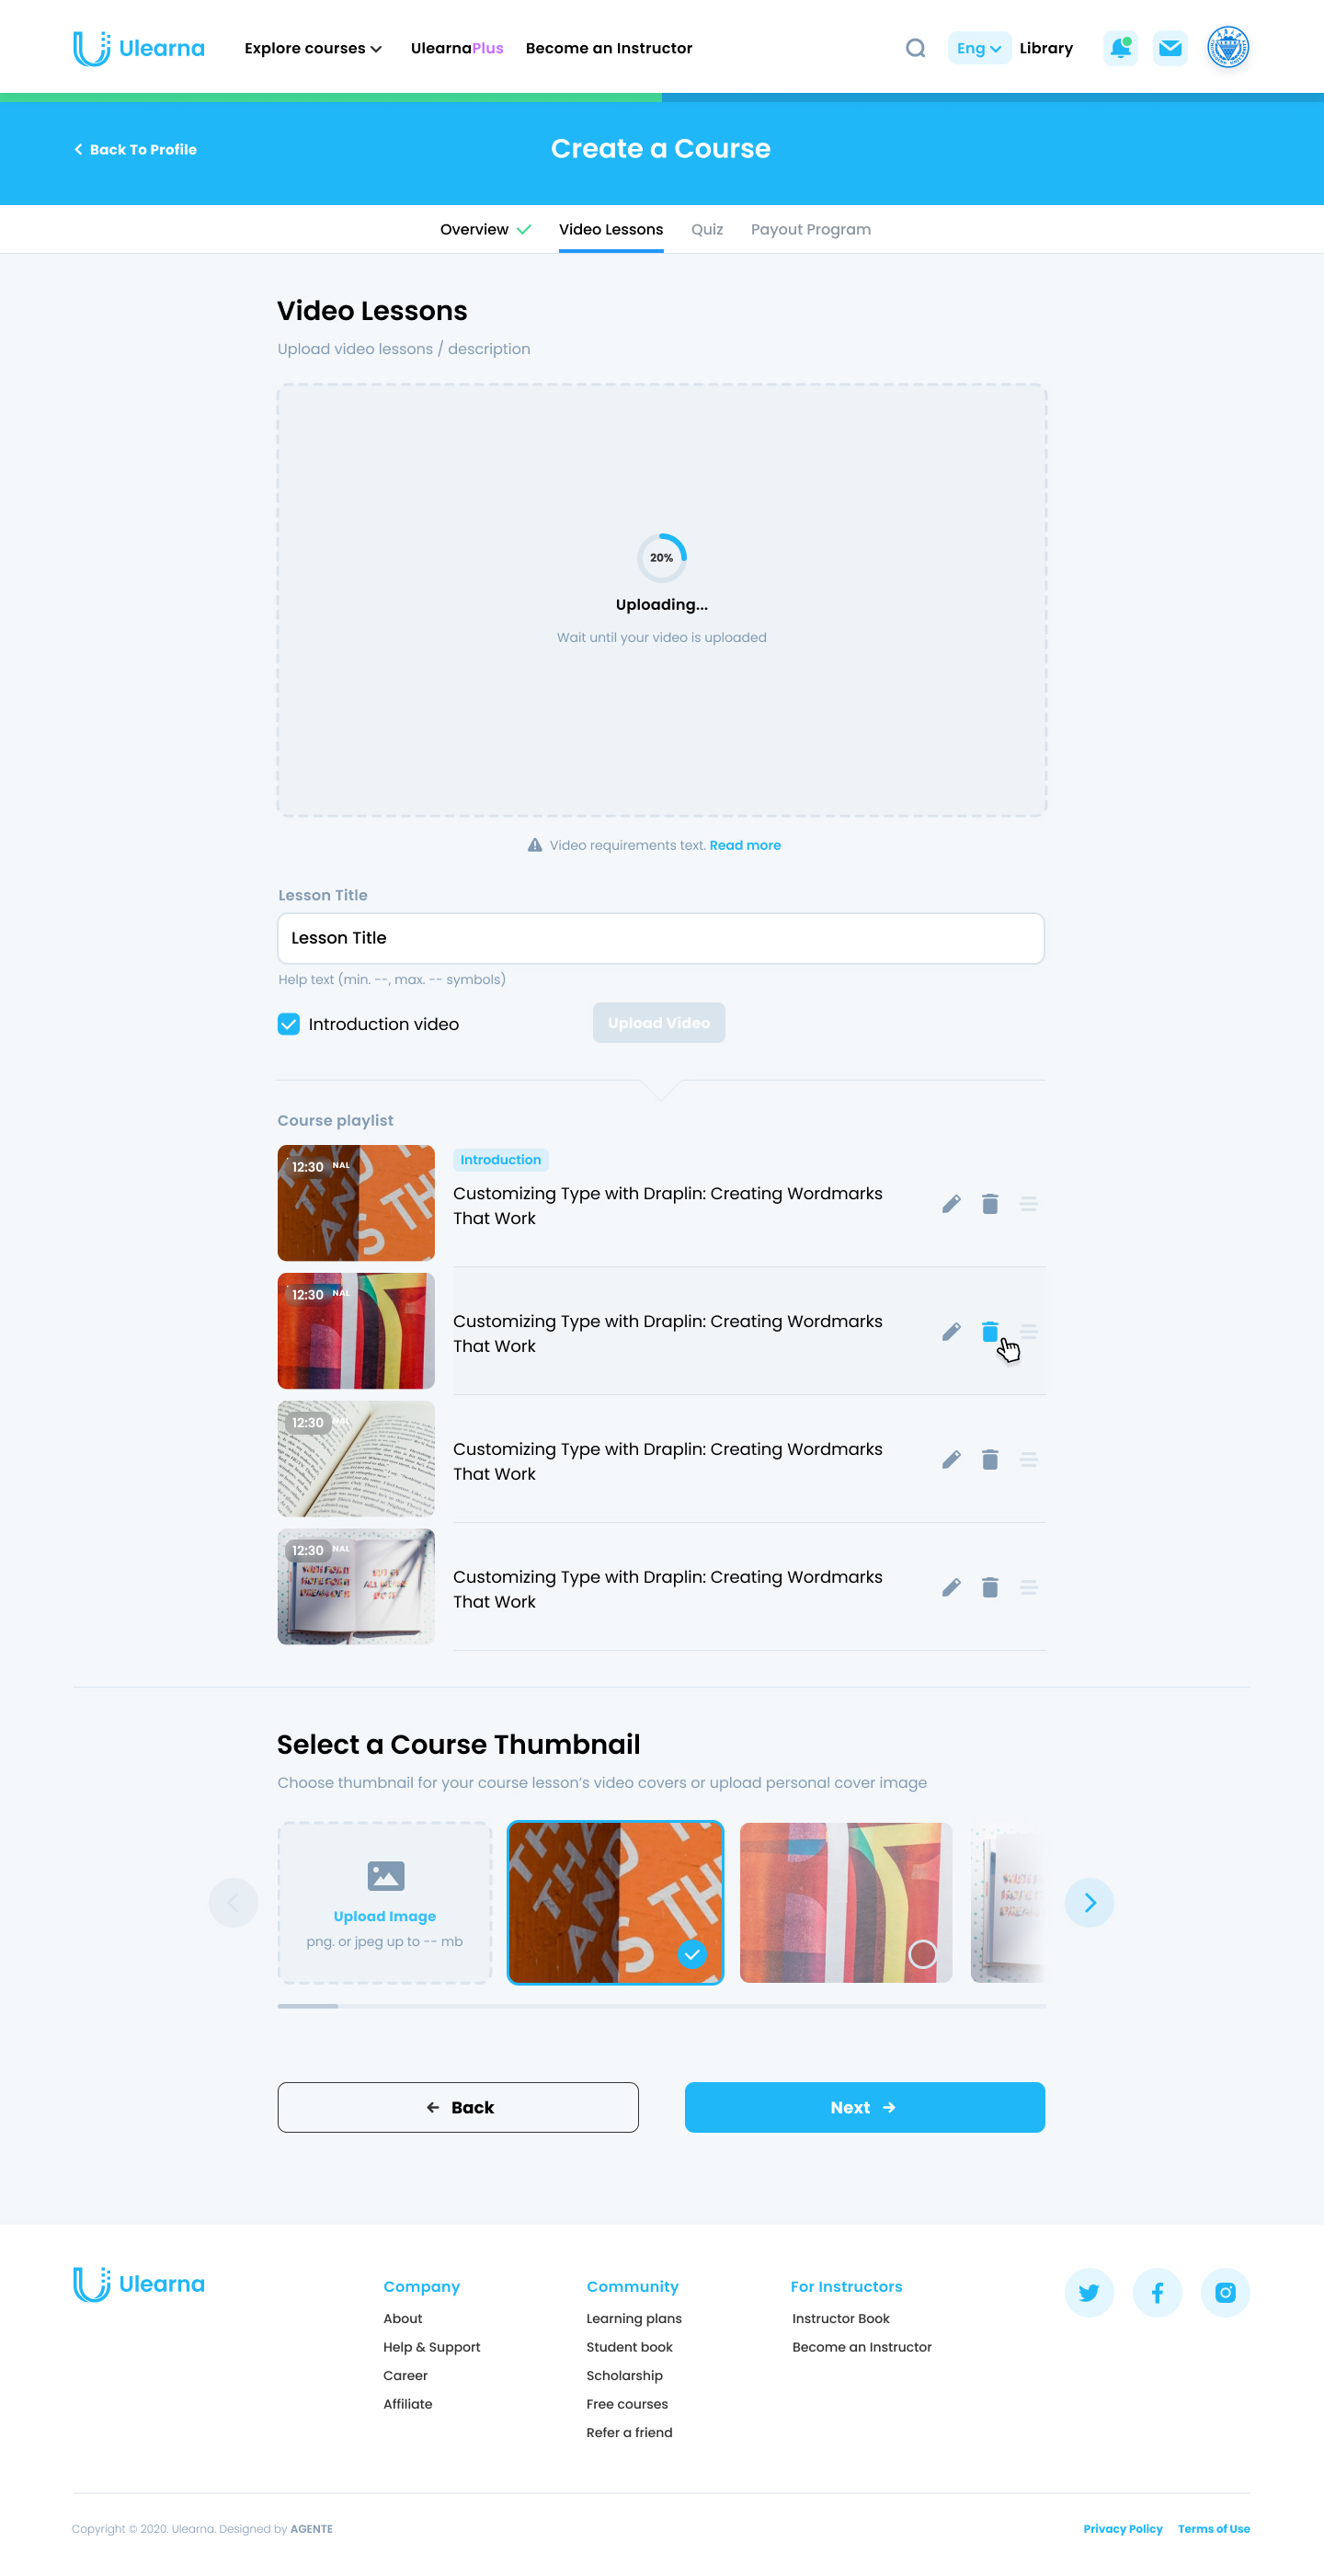 Ulearna
Explore courses
UlearnaPlus
Become an Instructor
Eng
Library
Back To Profile
Create a Course
Overview
Video Lessons
Quiz
Payout Program
Video Lessons
Upload video lessons / description
20%
Uploading...
Wait until your video is uploaded
Video requirements text. Read more
Lesson Title
Lesson Title
Help text (min. --, max. -- symbols)
Introduction video
Upload Video
Course playlist
12:30
NAL
Introduction
Customizing Type with Draplin: Creating Wordmarks
That Work
12:30
NAL
Customizing Type with Draplin: Creating Wordmarks
That Work
12:30
NAL
Customizing Type with Draplin: Creating Wordmarks
That Work
12:30
NAL
Customizing Type with Draplin: Creating Wordmarks
That Work
Select a Course Thumbnail
Choose thumbnail for your course lesson's video covers or upload personal cover image
Upload Image
png. or jpeg up to -- mb
Back
Next
Ulearna
Company
About
Help & Support
Career
Affiliate
Community
Learning plans
Student book
Scholarship
Free courses
Refer a friend
For Instructors
Instructor Book
Become an Instructor
Copyright © 2020. Ulearna. Designed by AGENTE
Privacy Policy
Terms of Use